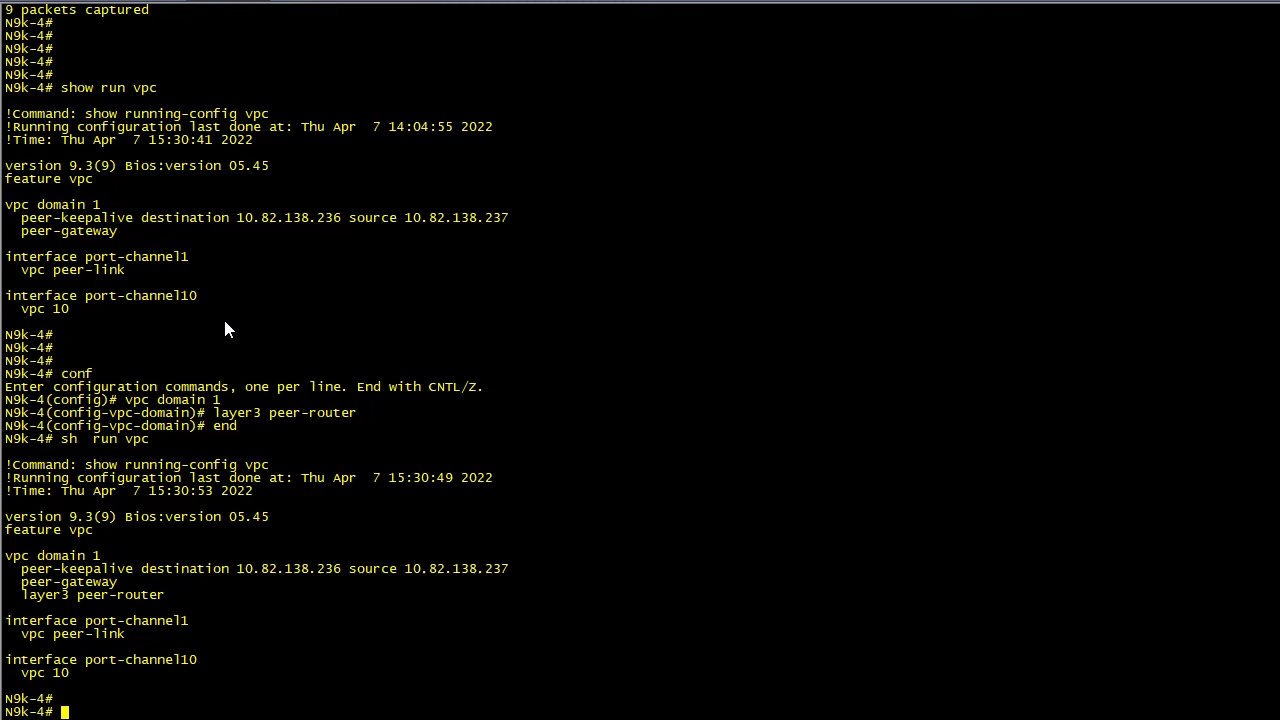 9 packets captured
N9k-4#
N9k-4#
N9k-4#
N9k-4#
N9k-4#
N9k-4# show run vpc
!Command: show running-config vpc
!Running configuration last done at: Thu Apr  7 14:04:55 2022
!Time: Thu Apr  7 15:30:41 2022
version 9.3(9) Bios:version 05.45
feature vpc
vpc domain 1
  peer-keepalive destination 10.82.138.236 source 10.82.138.237
  peer-gateway
interface port-channel1
  vpc peer-link
interface port-channel10
  vpc 10
N9k-4#
N9k-4#
N9k-4#
N9k-4# conf
Enter configuration commands, one per line. End with CNTL/Z.
N9k-4(config)# vpc domain 1
N9k-4(config-vpc-domain)# layer3 peer-router
N9k-4(config-vpc-domain)# end
N9k-4# sh  run vpc
!Command: show running-config vpc
!Running configuration last done at: Thu Apr  7 15:30:49 2022
!Time: Thu Apr  7 15:30:53 2022
version 9.3(9) Bios:version 05.45
feature vpc
vpc domain 1
  peer-keepalive destination 10.82.138.236 source 10.82.138.237
  peer-gateway
  layer3 peer-router
interface port-channel1
  vpc peer-link
interface port-channel10
  vpc 10
N9k-4#
N9k-4#